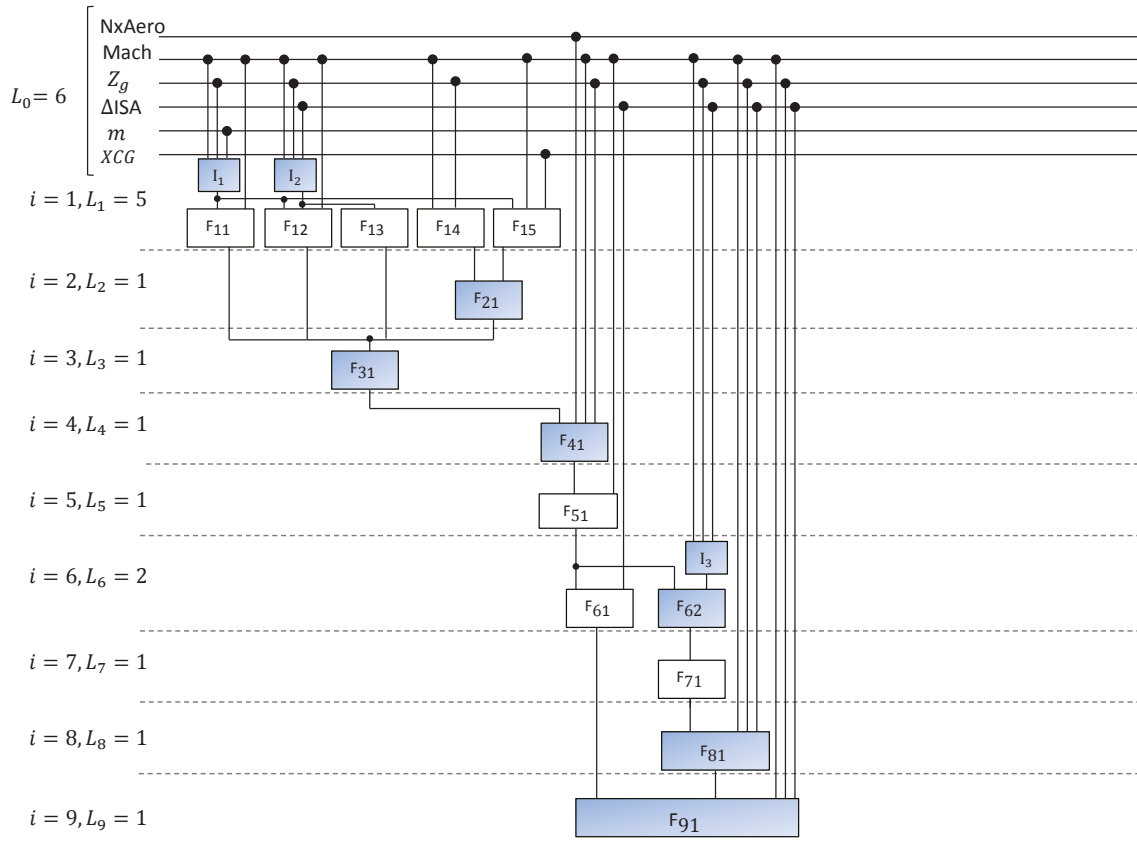 NxAero
Mach
Z_g
L₀= 6
ΔISA
m
XCG
I₁ I₂
i = 1, L₁ = 5
F₁₁ F₁₂ F₁₃ F₁₄ F₁₅
i = 2, L₂ = 1
F₂₁
i = 3, L₃ = 1
F₃₁
i = 4, L₄ = 1
F₄₁
i = 5, L₅ = 1
F₅₁
I₃
i = 6, L₆ = 2
F₆₁ F₆₂
i = 7, L₇ = 1
F₇₁
i = 8, L₈ = 1
F₈₁
i = 9, L₉ = 1
F₉₁